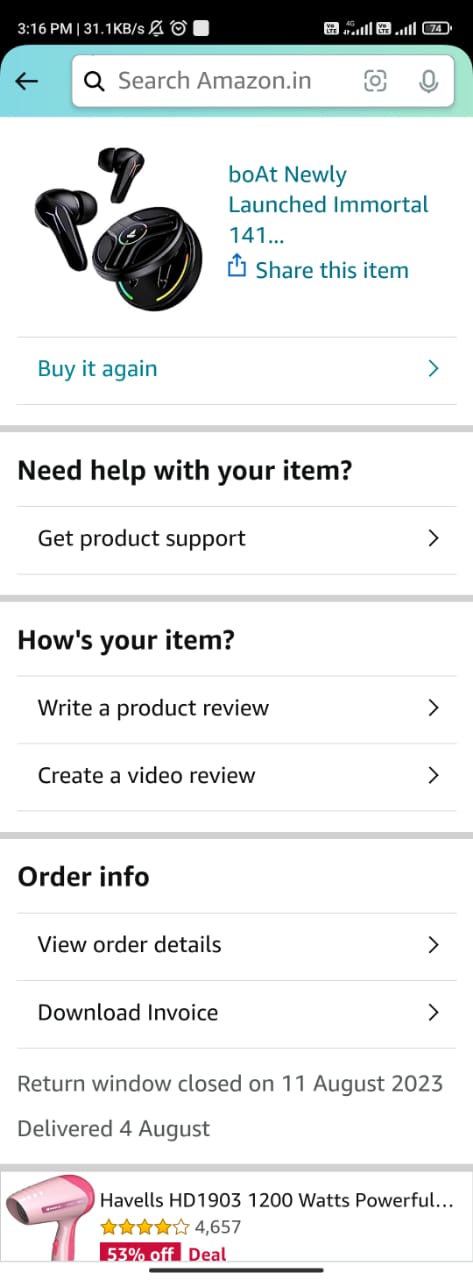 3:16 PM | 31.1KB/s
4G
74
Search Amazon.in
boAt Newly
Launched Immortal
141...
Share this item
Buy it again
Need help with your item?
Get product support
How's your item?
Write a product review
Create a video review
Order info
View order details
Download Invoice
Return window closed on 11 August 2023
Delivered 4 August
Havells HD1903 1200 Watts Powerful...
4,657
53% off Deal